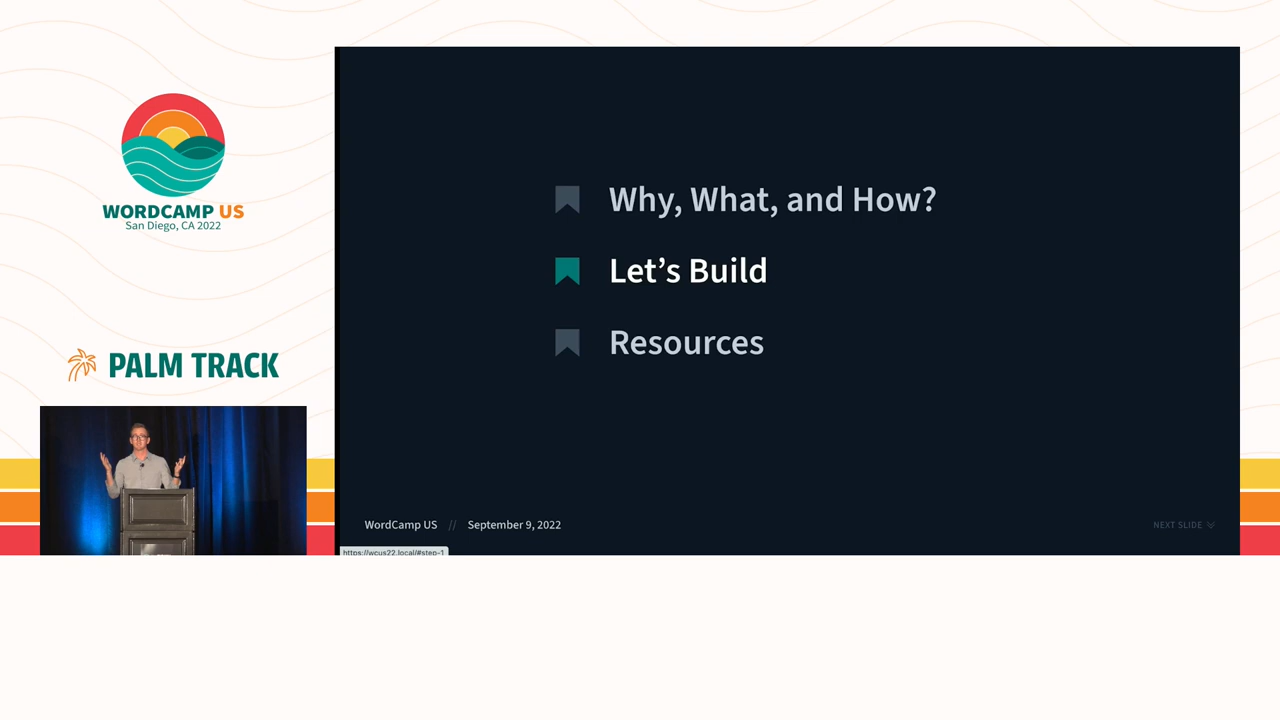 WORDCAMP US
San Diego, CA 2022
PALM TRACK
Why, What, and How?
Let’s Build
Resources
WordCamp US // September 9, 2022
NEXT SLIDE
https://wcus22.local/#step-1